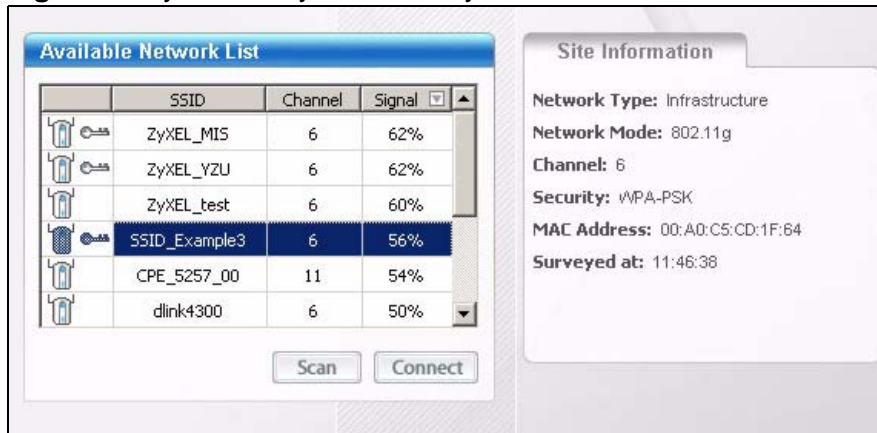 Available Network List
SSID Channel Signal
ZyXEL_MIS 6 62%
ZyXEL_YZU 6 62%
ZyXEL_test 6 60%
SSID_Example3 6 56%
CPE_5257_00 11 54%
dlink4300 6 50%
Scan Connect
Site Information
Network Type: Infrastructure
Network Mode: 802.11g
Channel: 6
Security: WPA-PSK
MAC Address: 00:A0:C5:CD:1F:64
Surveyed at: 11:46:38